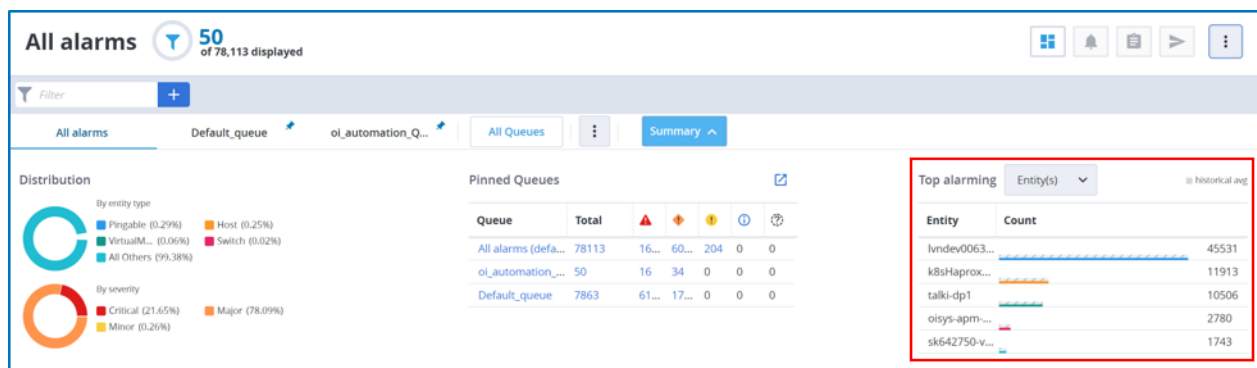 All alarms
50
of 78,113 displayed
Filter
+
All alarms
Default_queue
oi_automation_Q...
All Queues
Summary
Distribution
By entity type
Pingable (0.29%)
Host (0.25%)
VirtualM... (0.06%)
Switch (0.02%)
All Others (99.38%)
By severity
Critical (21.65%)
Major (78.09%)
Minor (0.26%)
Pinned Queues
Queue Total
All alarms (defa... 78113 16... 60... 204 0 0
oi_automation_... 50 16 34 0 0 0
Default_queue 7863 61... 17... 0 0 0
Top alarming
Entity(s)
historical avg
Entity Count
lvndev0063... 45531
k8sHaprox... 11913
talki-dp1 10506
oisys-apm-... 2780
sk642750-v... 1743